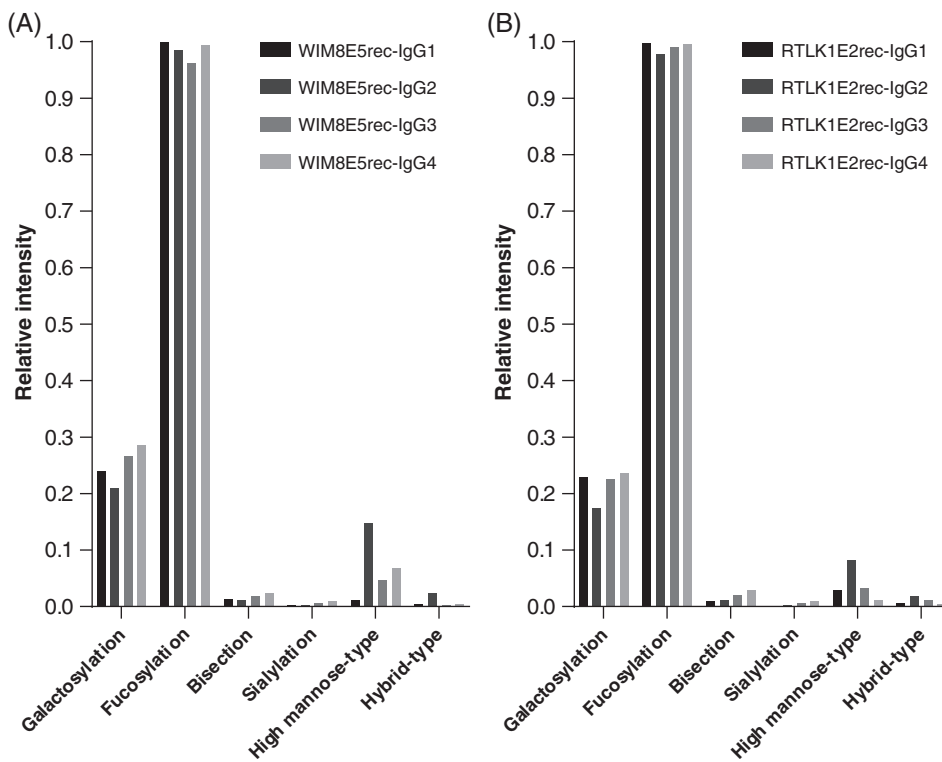 (A)
1.0
0.9
0.8
0.7
0.6
0.5
0.4
0.3
0.2
0.1
0.0
Relative intensity
WIM8E5rec-IgG1
WIM8E5rec-IgG2
WIM8E5rec-IgG3
WIM8E5rec-IgG4
Galactosylation
Fucosylation
Bisection
Sialylation
High mannose-type
Hybrid-type
(B)
1.0
0.9
0.8
0.7
0.6
0.5
0.4
0.3
0.2
0.1
0.0
Relative intensity
RTLK1E2rec-IgG1
RTLK1E2rec-IgG2
RTLK1E2rec-IgG3
RTLK1E2rec-IgG4
Galactosylation
Fucosylation
Bisection
Sialylation
High mannose-type
Hybrid-type